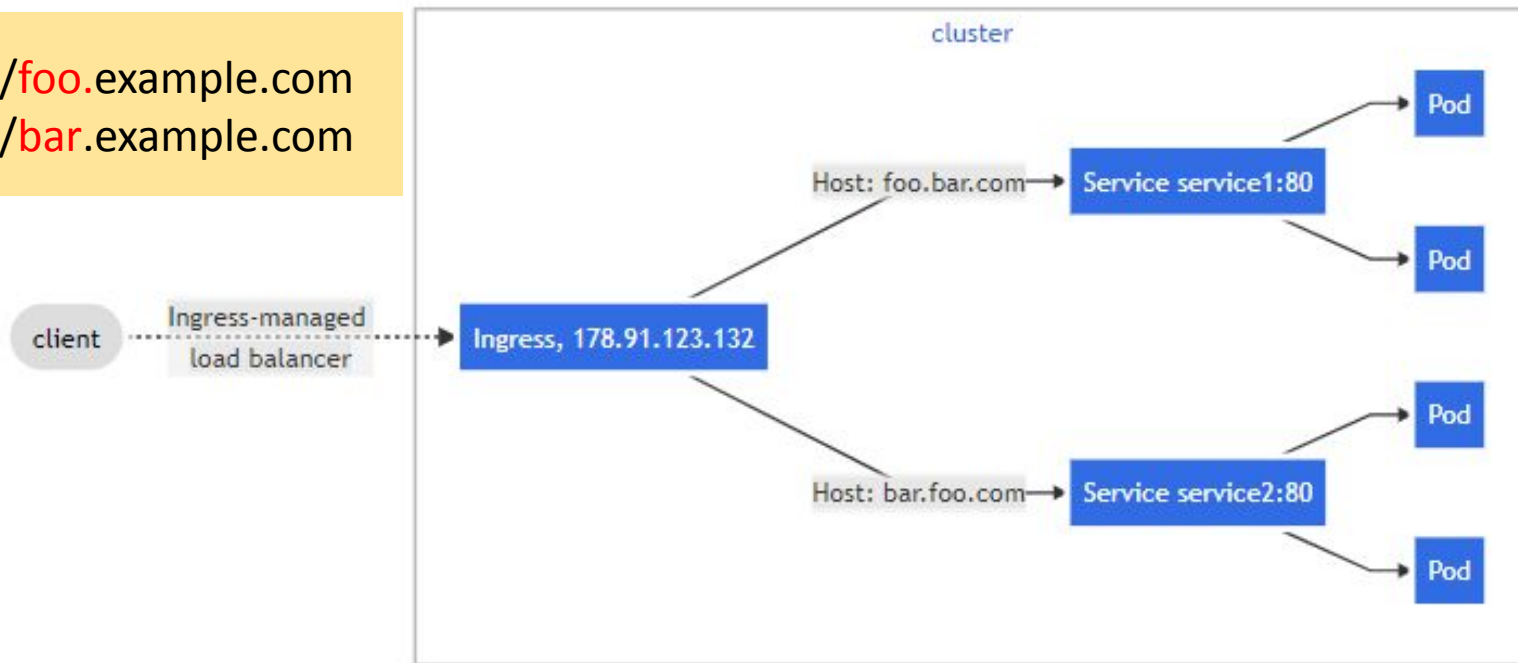 /foo.example.com
/bar.example.com
cluster
Pod
Host: foo.bar.com
Service service1:80
Pod
client
Ingress-managed
load balancer
Ingress, 178.91.123.132
Pod
Host: bar.foo.com
Service service2:80
Pod